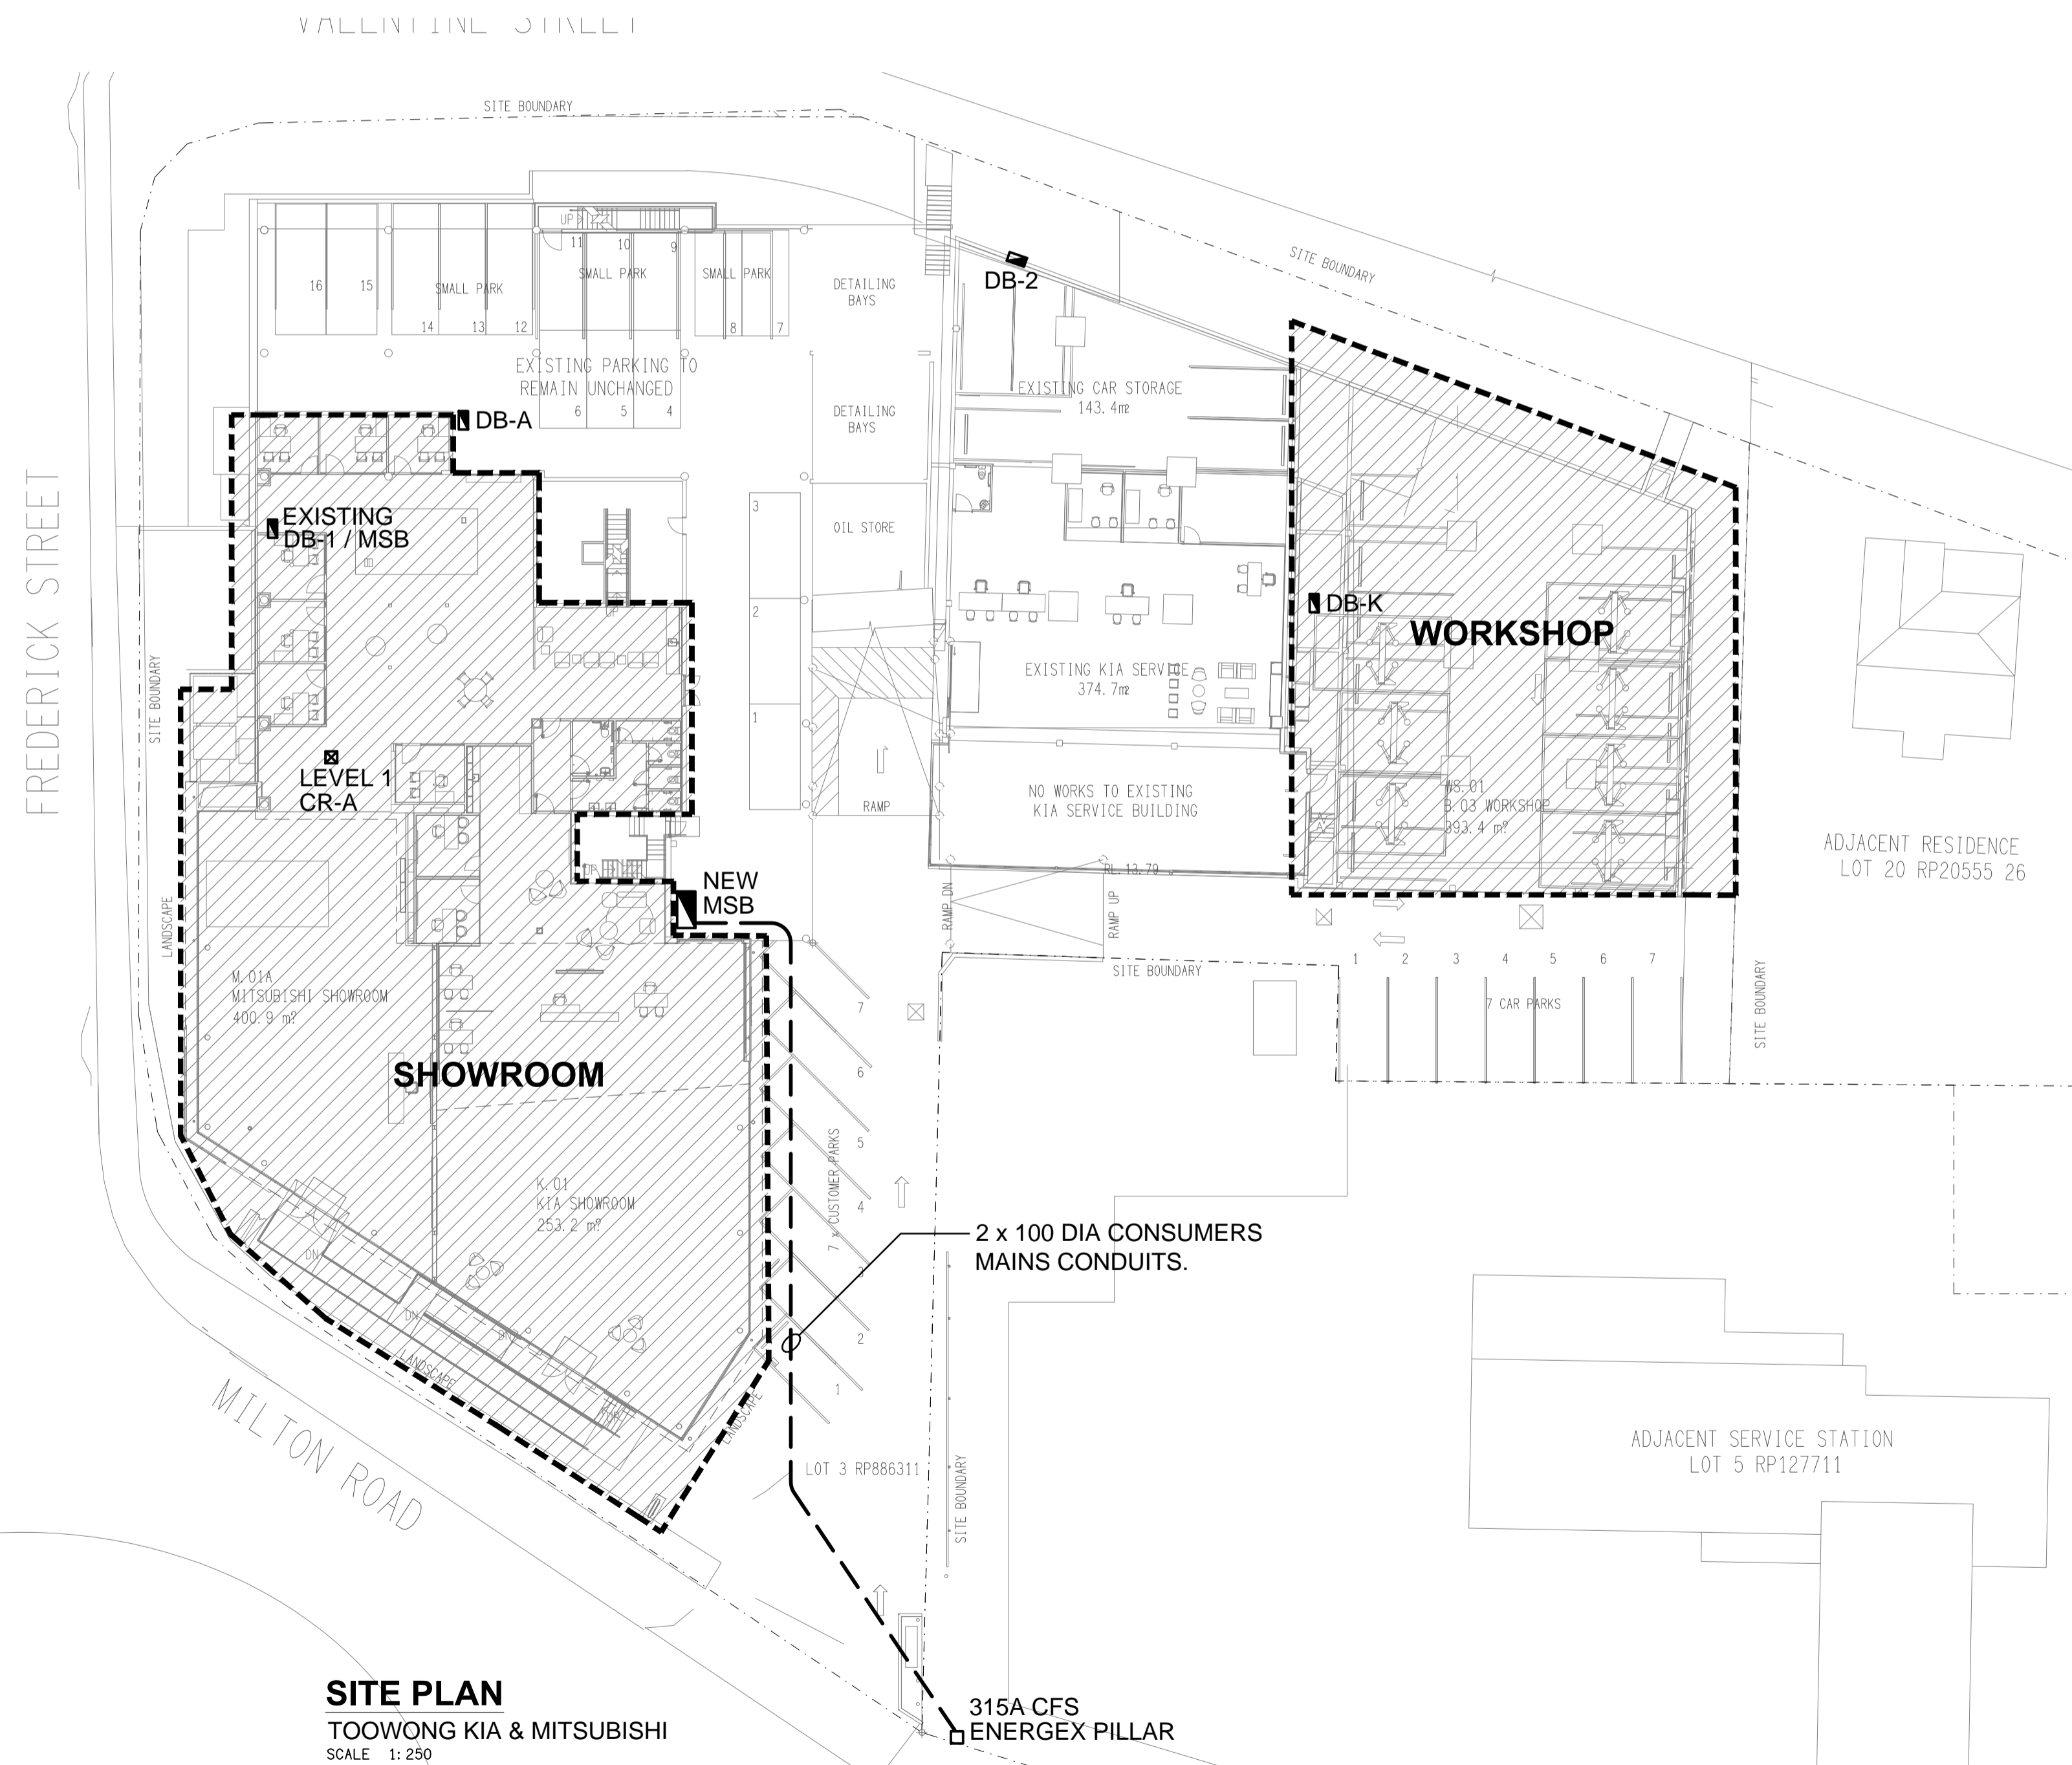 VALENTINE STREET
SITE BOUNDARY
SITE BOUNDARY
UP
11
10
9
SMALL PARK
SMALL PARK
SMALL PARK
16
15
14
13
12
8
7
EXISTING PARKING TO
REMAIN UNCHANGED
6
5
4
DETAILING
BAYS
DETAILING
BAYS
DB-2
EXISTING CAR STORAGE
143.4m²
DB-A
EXISTING
DB-1 / MSB
FREDERICK STREET
SITE BOUNDARY
LANDSCAPE
3
2
1
OIL STORE
UP
DB-K
WORKSHOP
EXISTING KIA SERVICE
374.7m²
LEVEL 1
CR-A
RAMP
NO WORKS TO EXISTING
KIA SERVICE BUILDING
WS.01
B.03 WORKSHOP
393.4 m?
ADJACENT RESIDENCE
LOT 20 RP20555 26
UP
NEW
MSB
RL 13.79
RAMP DN
RAMP UP
SITE BOUNDARY
1
2
3
4
5
6
7
7 CAR PARKS
SITE BOUNDARY
M.01A
MITSUBISHI SHOWROOM
400.9 m?
SHOWROOM
K.01
KIA SHOWROOM
253.2 m?
7
6
5
4
3
2
1
7 x CUSTOMER PARKS
2 x 100 DIA CONSUMERS
MAINS CONDUITS.
DN
DN
DN
LANDSCAPE
LANDSCAPE
MILTON ROAD
LOT 3 RP886311
SITE BOUNDARY
ADJACENT SERVICE STATION
LOT 5 RP127711
315A CFS
ENERGEX PILLAR
SITE PLAN
TOOWONG KIA & MITSUBISHI
SCALE 1:250